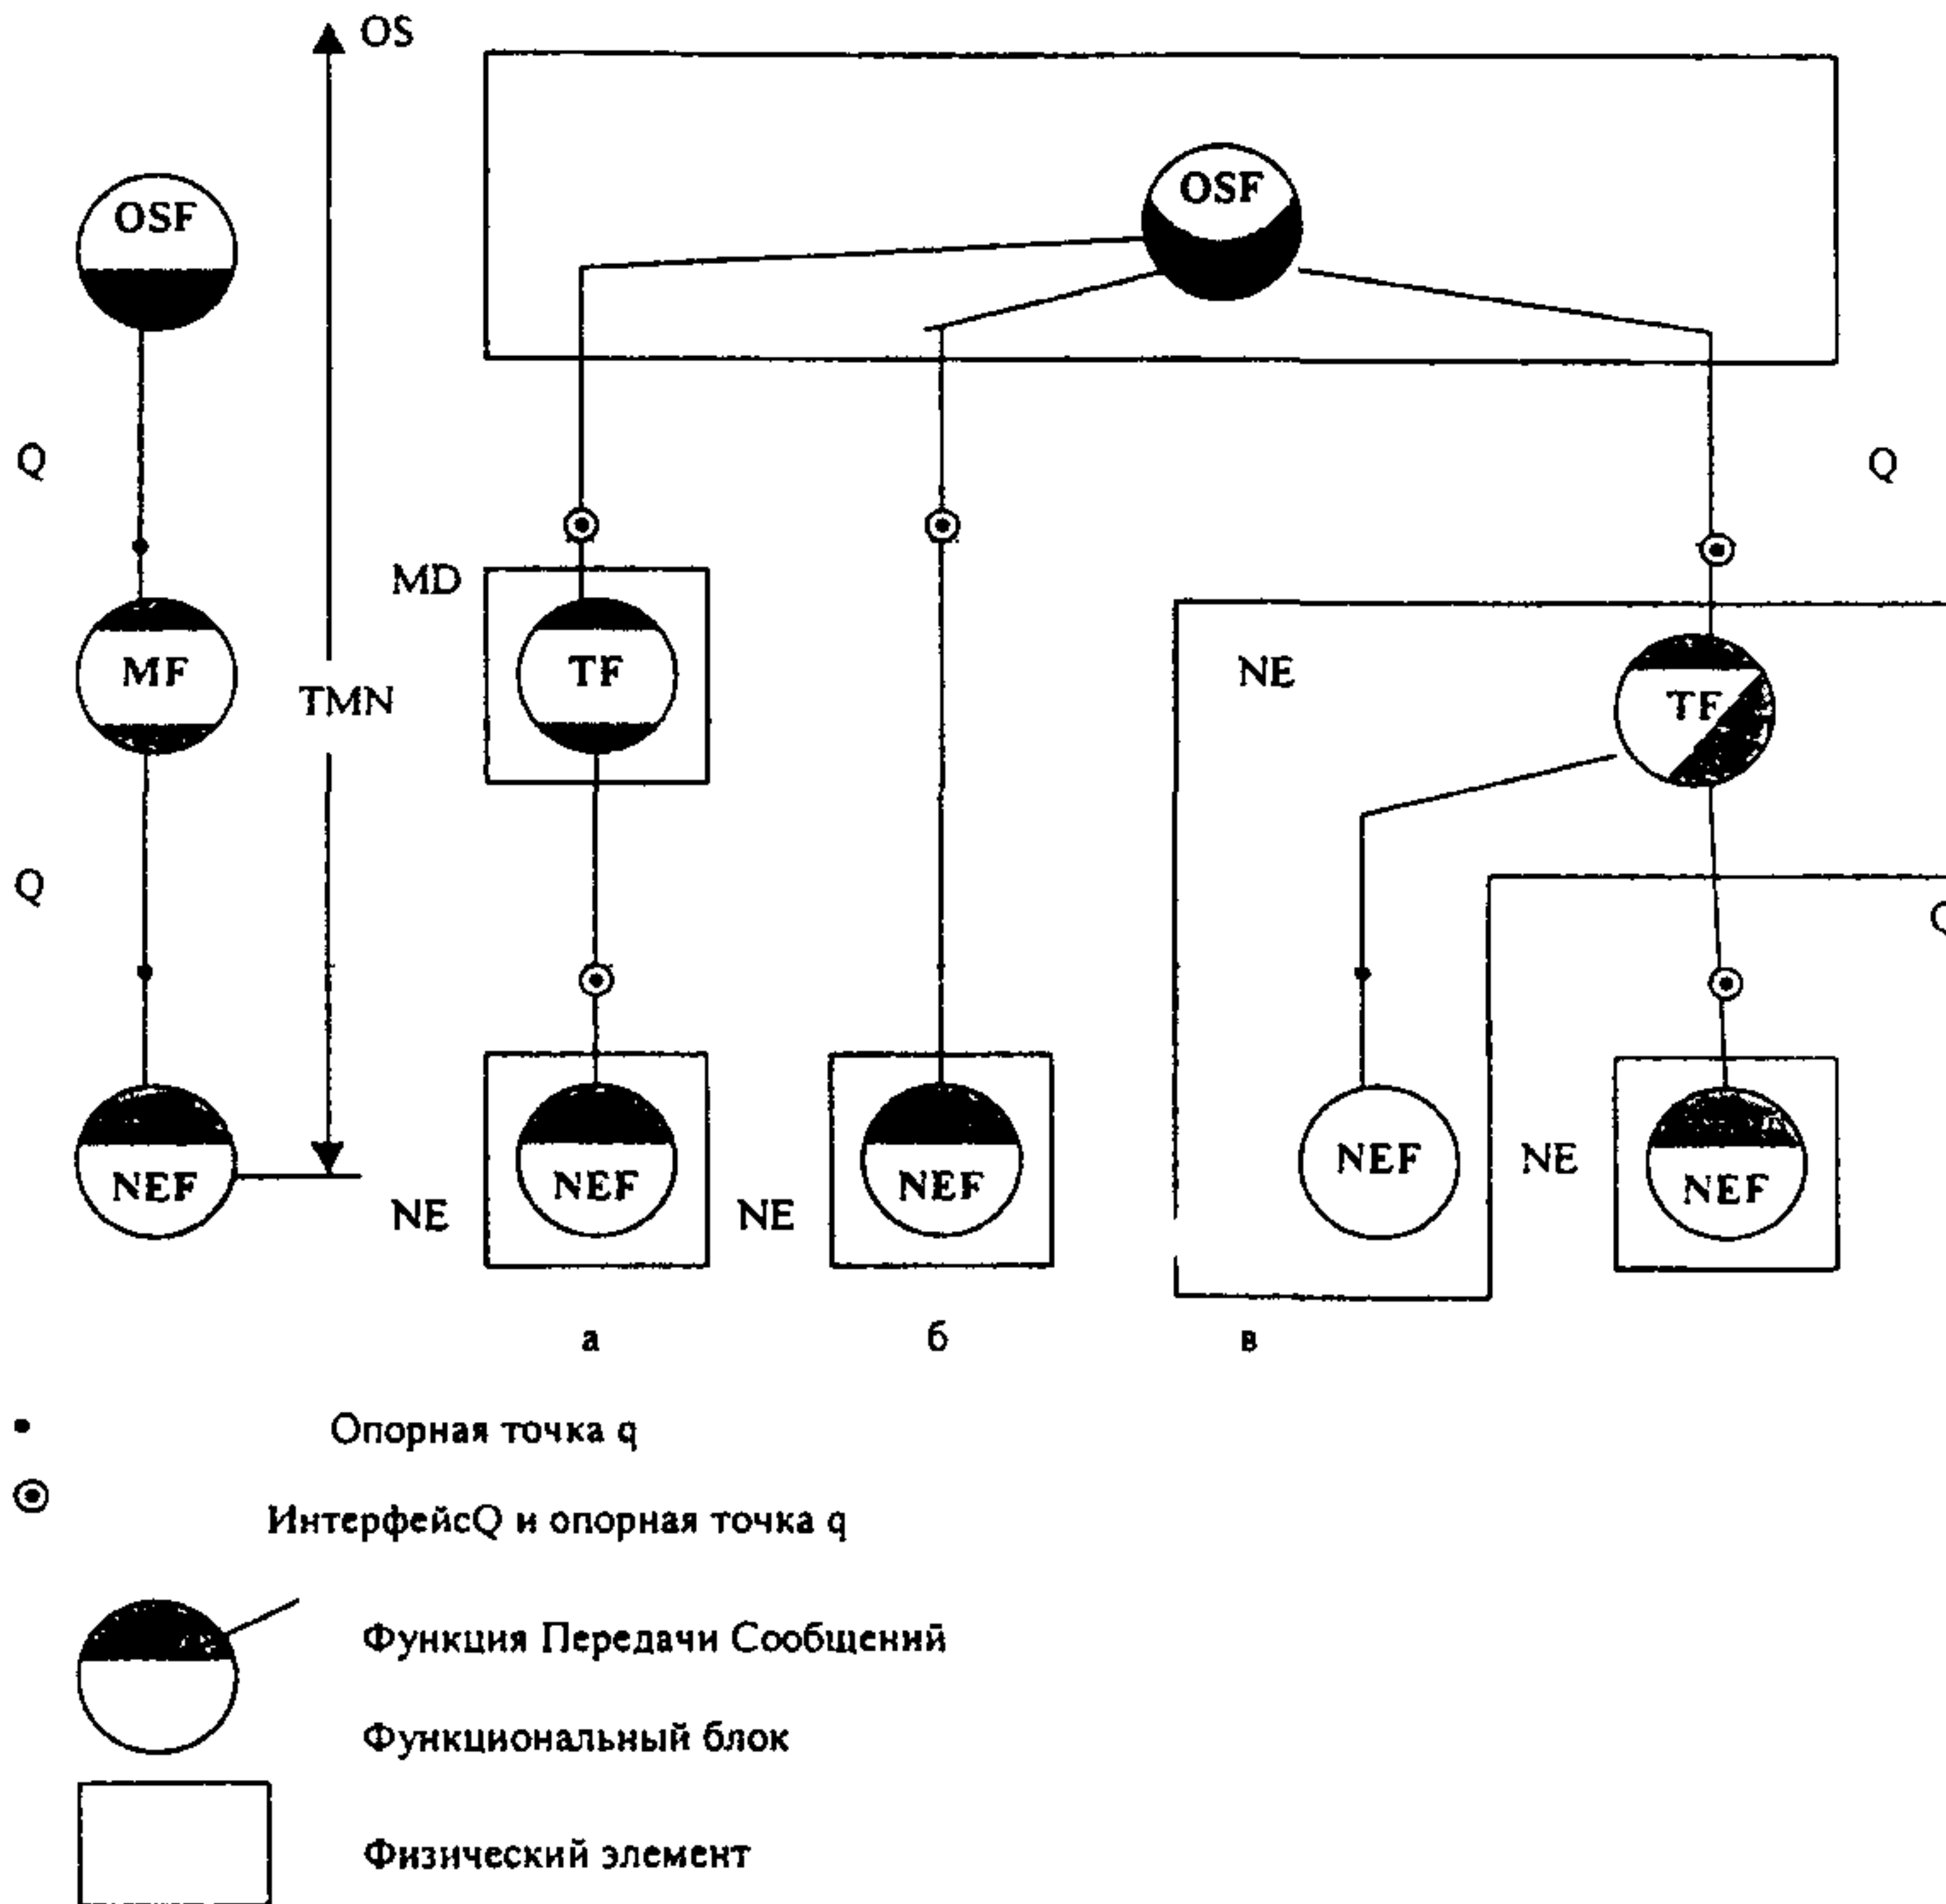 OS
OSF
OSF
Q
Q
MD
MF
TF
NE
TF
TMN
Q
Q
NEF
NE
NEF
NE
NEF
NEF
NE
NEF
а
б
в
Опорная точка q
ИнтерфейсQ и опорная точка q
Функция Передачи Сообщений
Функциональный блок
Физический элемент